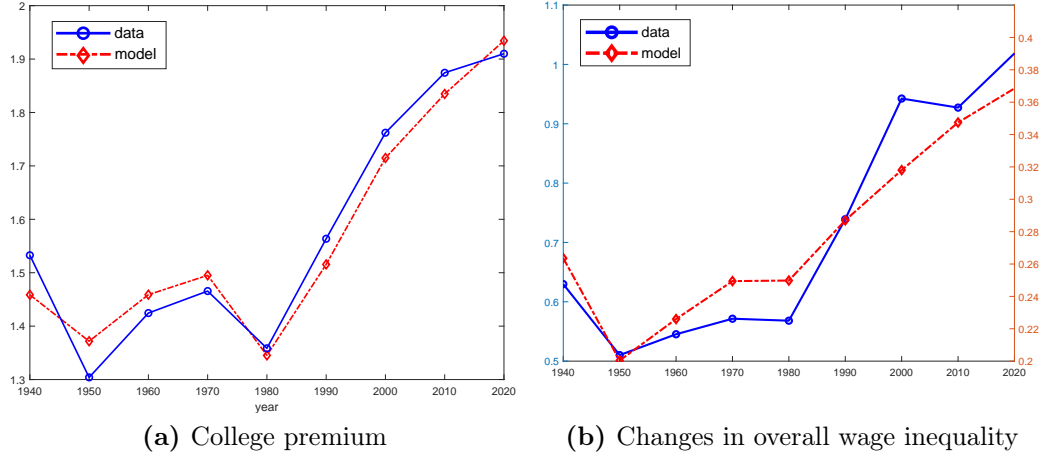 2
1.9
1.8
1.7
1.6
1.5
1.4
1.3
1940 1950 1960 1970 1980 1990 2000 2010 2020
year
data
model
(a) College premium
1.1
1
0.9
0.8
0.7
0.6
0.5
0.4
0.38
0.36
0.34
0.32
0.3
0.28
0.26
0.24
0.22
0.2
1940 1950 1960 1970 1980 1990 2000 2010 2020
data
model
(b) Changes in overall wage inequality